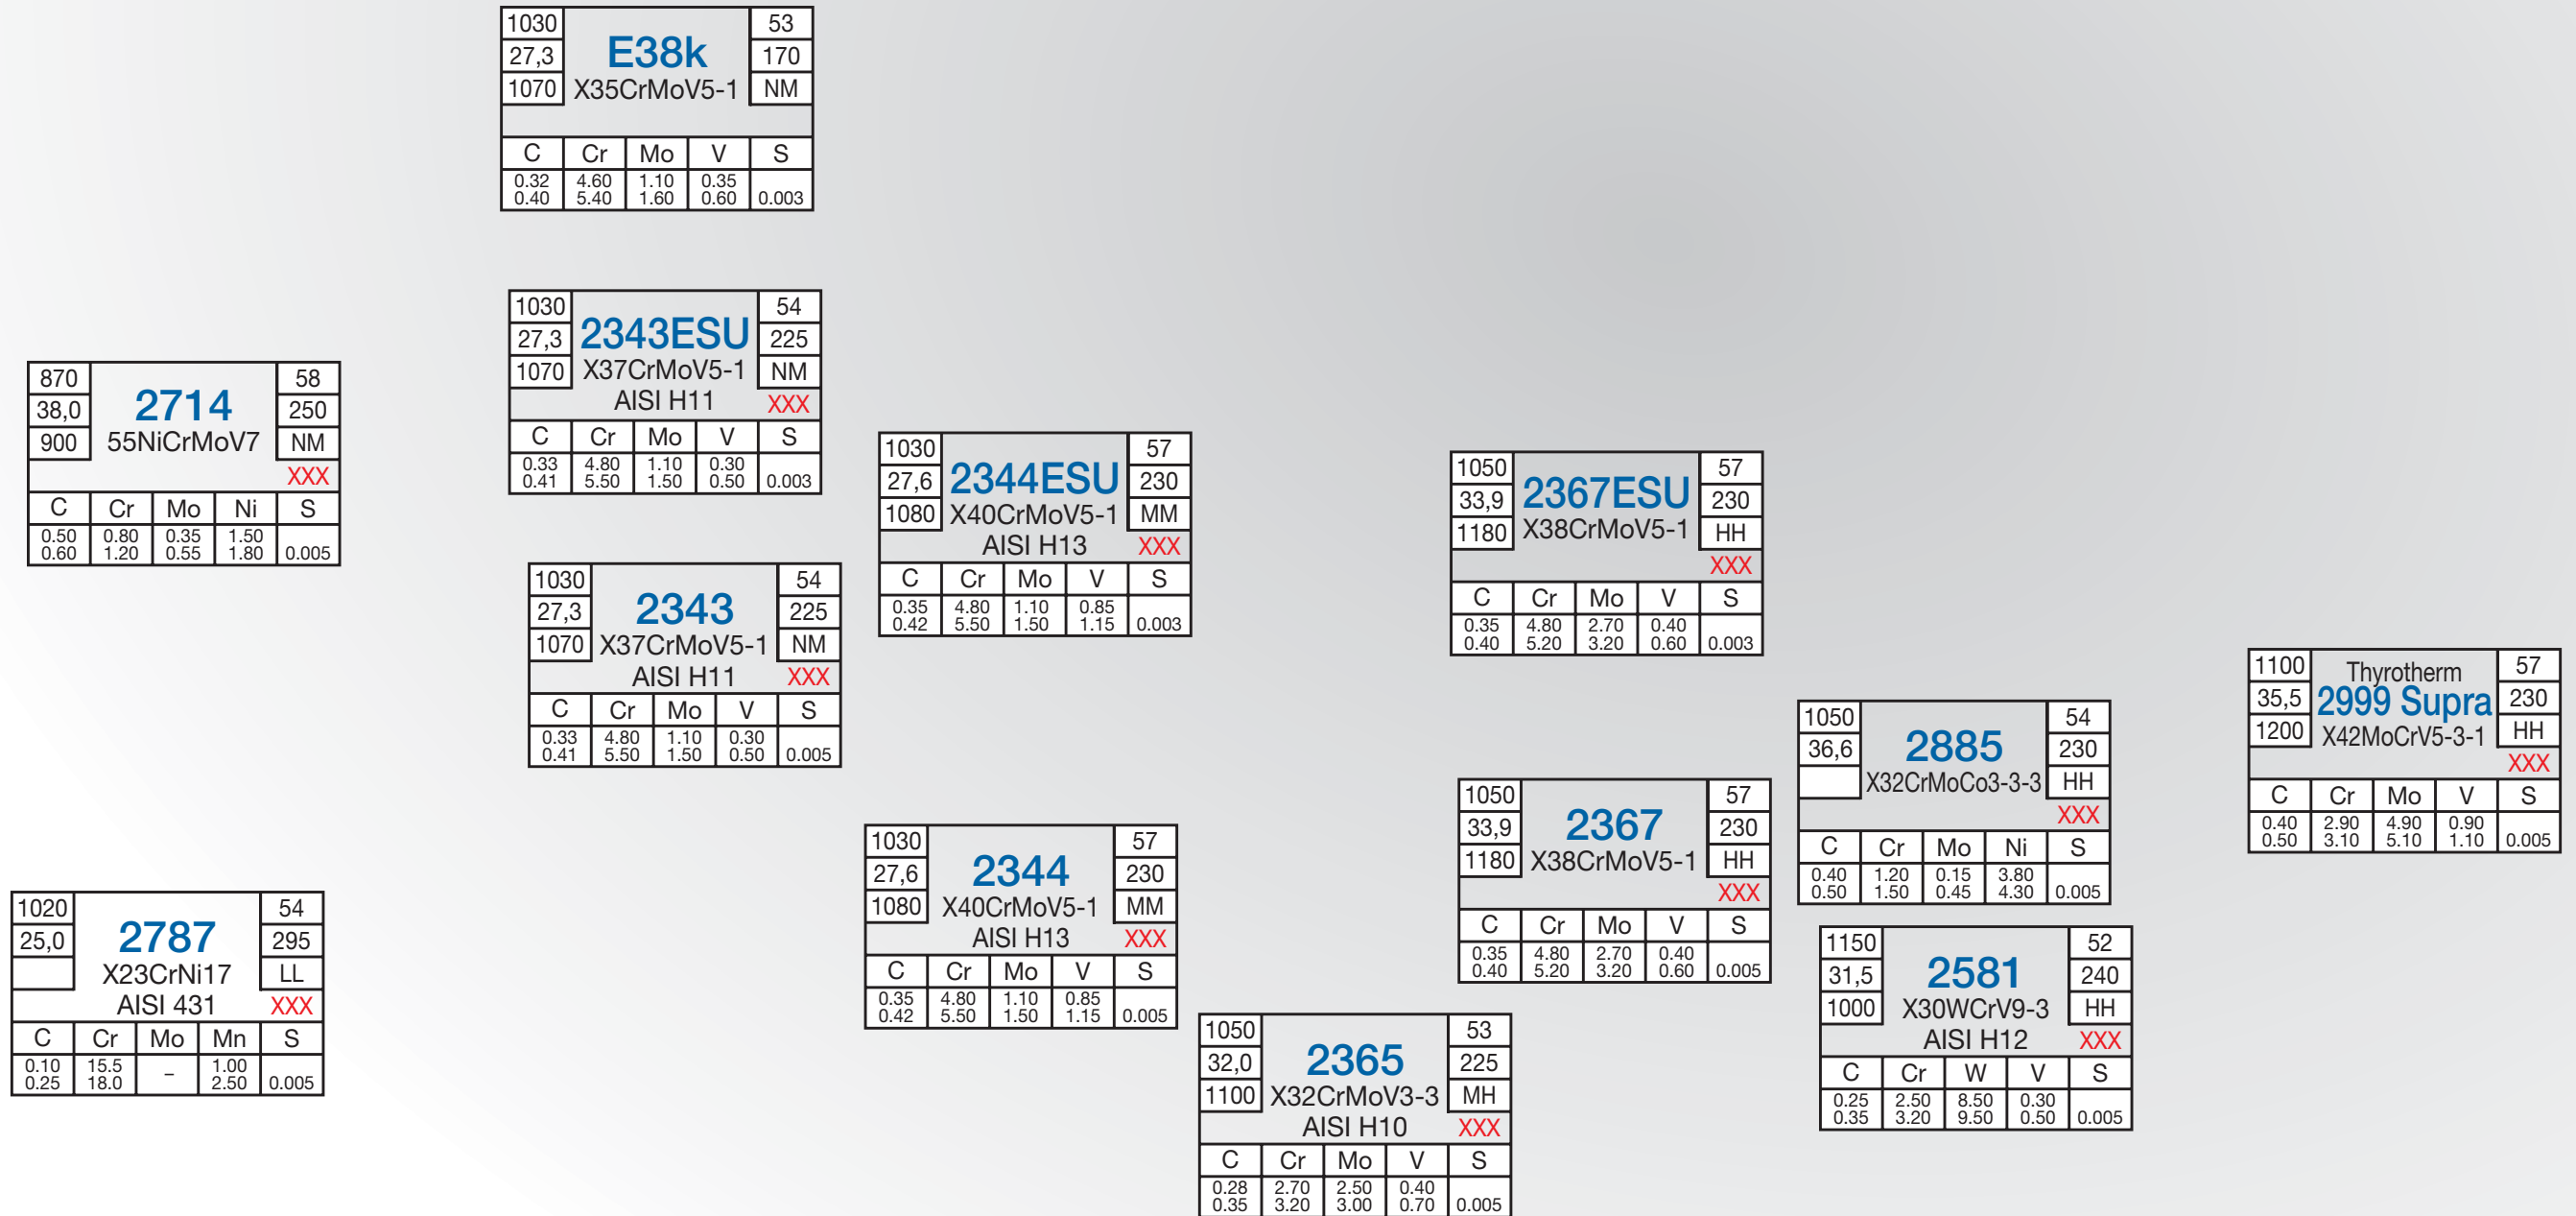 1030 53
27,3 E38k 170
1070 X35CrMoV5-1 NM
C Cr Mo V S
0.32 4.60 1.10 0.35
0.40 5.40 1.60 0.60 0.003
1030 54
27,3 2343ESU 225
1070 X37CrMoV5-1 NM
AISI H11 XXX
C Cr Mo V S
0.33 4.80 1.10 0.30
0.41 5.50 1.50 0.50 0.003
870 58
38,0 2714 250
900 55NiCrMoV7 NM
XXX
C Cr Mo Ni S
0.50 0.80 0.35 1.50
0.60 1.20 0.55 1.80 0.005
1030 57
27,6 2344ESU 230
1080 X40CrMoV5-1 MM
AISI H13 XXX
C Cr Mo V S
0.35 4.80 1.10 0.85
0.42 5.50 1.50 1.15 0.003
1050 57
33,9 2367ESU 230
1180 X38CrMoV5-1 HH
XXX
C Cr Mo V S
0.35 4.80 2.70 0.40
0.40 5.20 3.20 0.60 0.003
1030 54
27,3 2343 225
1070 X37CrMoV5-1 NM
AISI H11 XXX
C Cr Mo V S
0.33 4.80 1.10 0.30
0.41 5.50 1.50 0.50 0.005
1100 Thyrotherm 57
35,5 2999 Supra 230
1200 X42MoCrV5-3-1 HH
XXX
C Cr Mo V S
0.40 2.90 4.90 0.90
0.50 3.10 5.10 1.10 0.005
1050 54
36,6 2885 230
X32CrMoCo3-3-3 HH
XXX
C Cr Mo Ni S
0.40 1.20 0.15 3.80
0.50 1.50 0.45 4.30 0.005
1050 57
33,9 2367 230
1180 X38CrMoV5-1 HH
XXX
C Cr Mo V S
0.35 4.80 2.70 0.40
0.40 5.20 3.20 0.60 0.005
1030 57
27,6 2344 230
1080 X40CrMoV5-1 MM
AISI H13 XXX
C Cr Mo V S
0.35 4.80 1.10 0.85
0.42 5.50 1.50 1.15 0.005
1020 54
25,0 2787 295
X23CrNi17 LL
AISI 431 XXX
C Cr Mo Mn S
0.10 15.5 – 1.00
0.25 18.0 2.50 0.005
1150 52
31,5 2581 240
1000 X30WCrV9-3 HH
AISI H12 XXX
C Cr W V S
0.25 2.50 8.50 0.30
0.35 3.20 9.50 0.50 0.005
1050 53
32,0 2365 225
1100 X32CrMoV3-3 MH
AISI H10 XXX
C Cr Mo V S
0.28 2.70 2.50 0.40
0.35 3.20 3.00 0.70 0.005